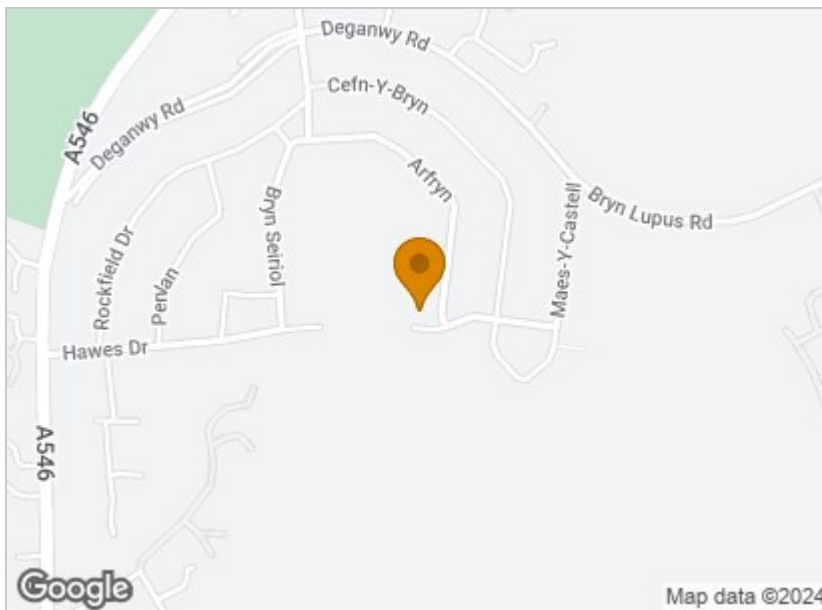 Deganwy Rd
Cefn-Y-Bryn
A546
Deganwy Rd
Arfryn
Bryn Seiriol
Maes-Y-Castell
Bryn Lupus Rd
Rockfield Dr
Penlan
Hawes Dr
A546
Google
Map data ©2024